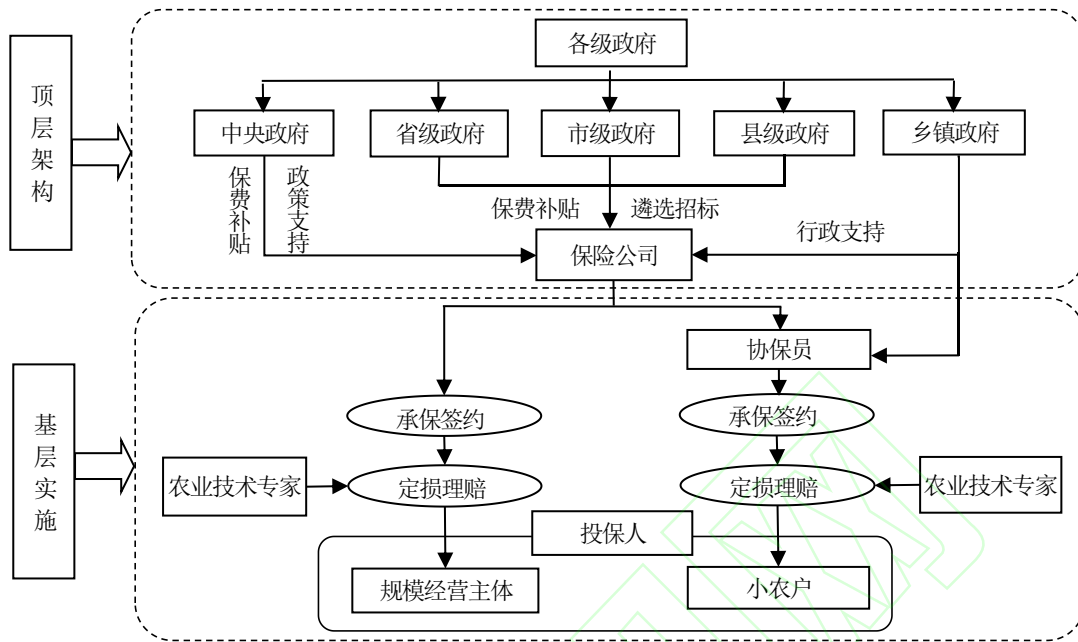 各级政府
顶层架构
中央政府
省级政府
市级政府
县级政府
乡镇政府
保费补贴
政策支持
保费补贴
遴选招标
行政支持
保险公司
协保员
基层实施
承保签约
承保签约
农业技术专家
定损理赔
定损理赔
农业技术专家
投保人
规模经营主体
小农户